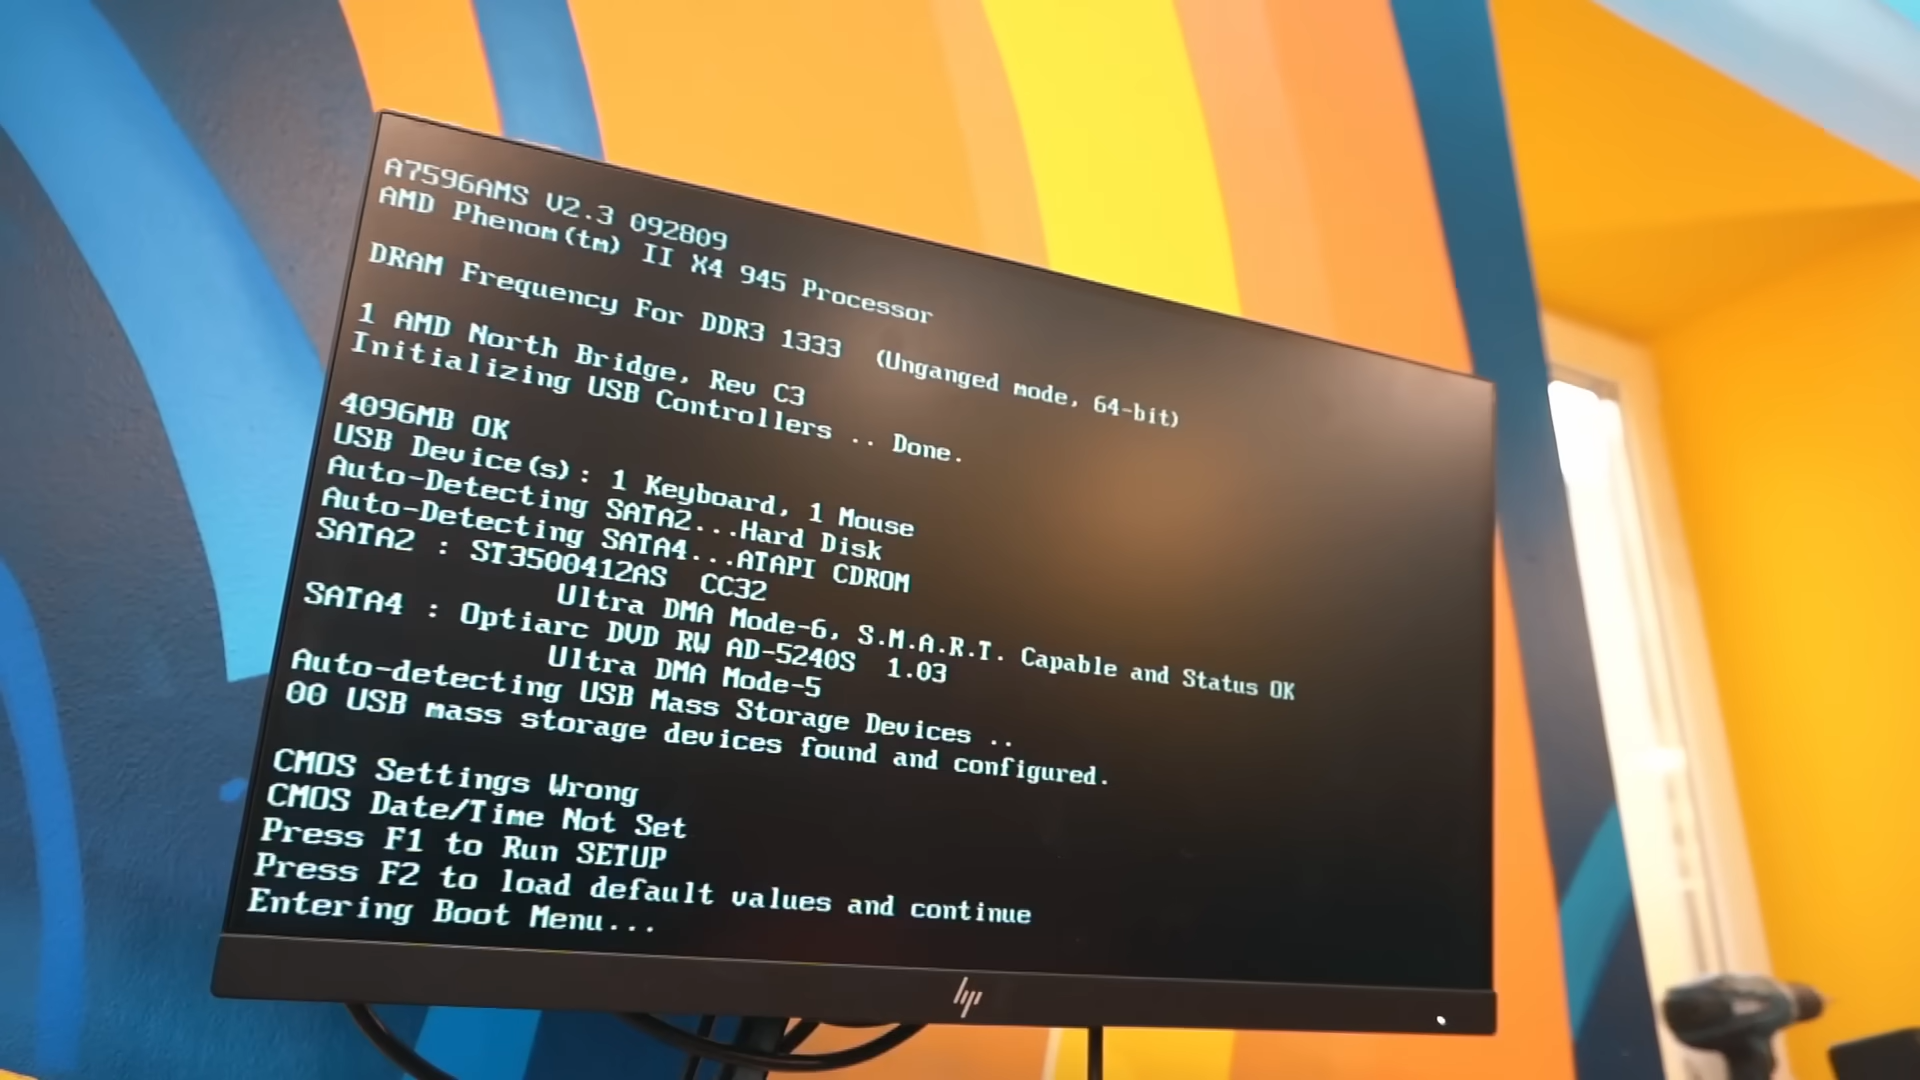 A7596AMS V2.3 092809
AMD Phenom(tm) II X4 945 Processor
DRAM Frequency For DDR3 1333 (Unganged mode, 64-bit)
1 AMD North Bridge, Rev C3
Initializing USB Controllers .. Done.
4096MB OK
USB Device(s): 1 Keyboard, 1 Mouse
Auto-Detecting SATA2...Hard Disk
Auto-Detecting SATA4...ATAPI CDROM
SATA2 : ST3500412AS CC32
Ultra DMA Mode-6, S.M.A.R.T. Capable and Status OK
SATA4 : Optiarc DVD RW AD-5240S 1.03
Ultra DMA Mode-5
Auto-detecting USB Mass Storage Devices ..
00 USB mass storage devices found and configured.
CMOS Settings Wrong
CMOS Date/Time Not Set
Press F1 to Run SETUP
Press F2 to load default values and continue
Entering Boot Menu...
hp